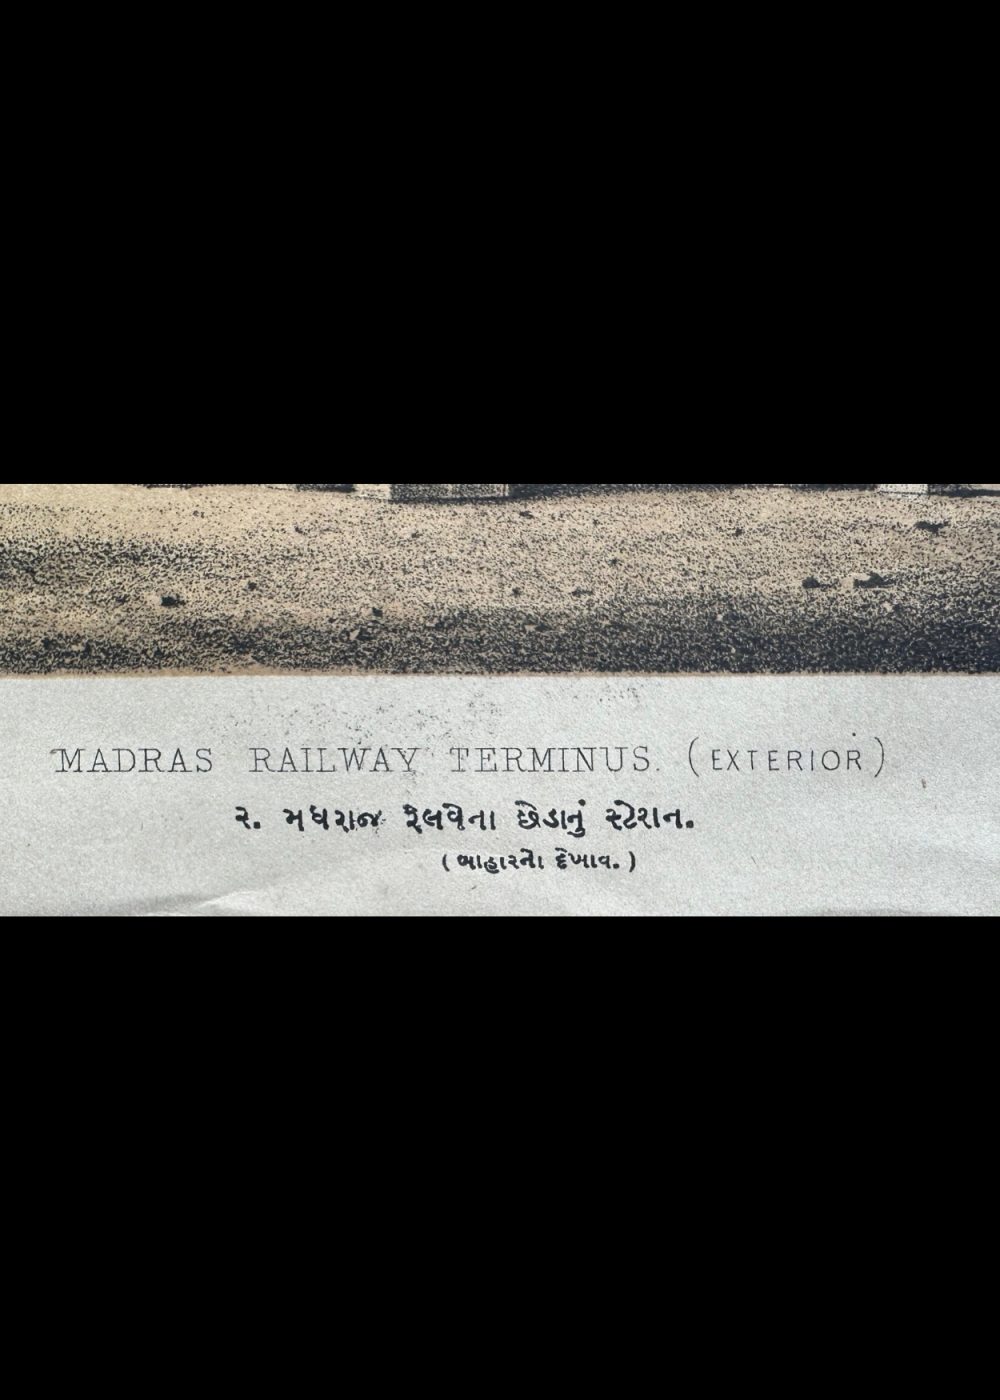 MADRAS RAILWAY TERMINUS. (EXTERIOR)
૨. મધરાજ રેલવેના છેડાનું સ્ટેશન.
(બાહારનો દેખાવ.)